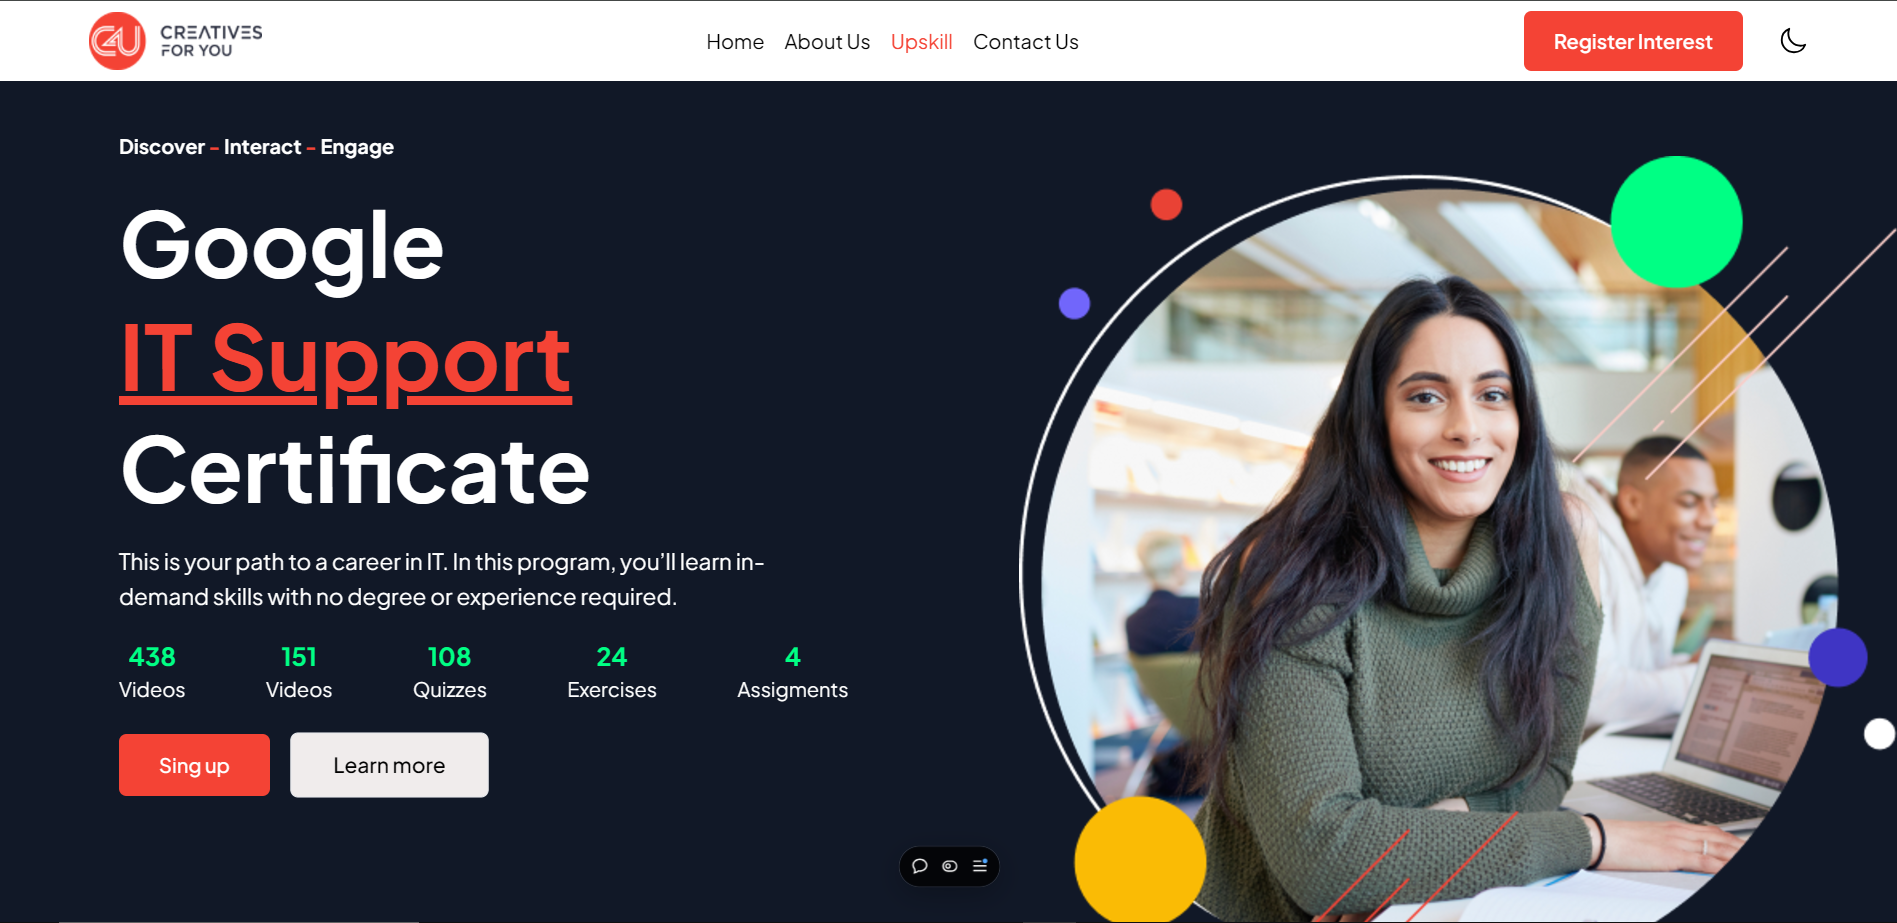 C4U
CREATIVES
FOR YOU
Home
About Us
Upskill
Contact Us
Register Interest
Discover - Interact - Engage
Google
IT Support
Certificate
This is your path to a career in IT. In this program, you’ll learn in-
demand skills with no degree or experience required.
438
151
108
24
4
Videos
Videos
Quizzes
Exercises
Assigments
Sing up
Learn more